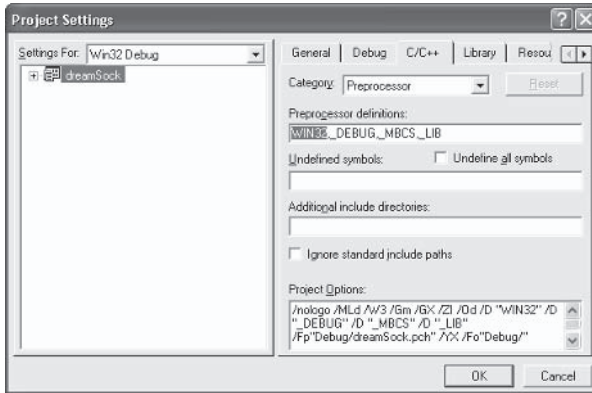 Project Settings
Settings For: Win32 Debug
dreamSock
General Debug C/C++ Library Resou
Category: Preprocessor Reset
Preprocessor definitions:
WIN32,_DEBUG,_MBCS,_LIB
Undefined symbols: Undefine all symbols
Additional include directories:
Ignore standard include paths
Project Options:
/nologo /MLd /W3 /Gm /GX /ZI /Od /D "WIN32" /D
"_DEBUG" /D "_MBCS" /D "_LIB"
/Fp"Debug/dreamSock.pch" /YX /Fo"Debug/"
OK Cancel